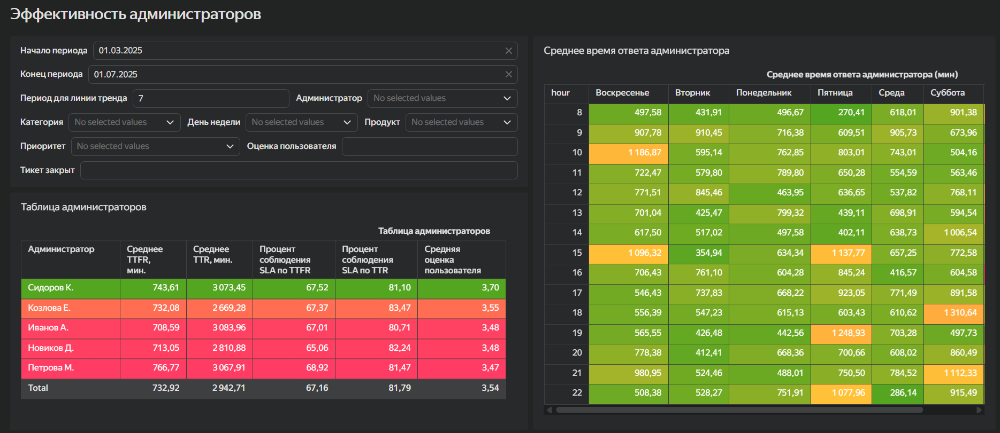 Эффективность администраторов
Начало периода 01.03.2025
Конец периода 01.07.2025
Период для линии тренда 7 Администратор No selected values
Категория No selected values День недели No selected values Продукт No selected values
Приоритет No selected values Оценка пользователя
Тикет закрыт
Таблица администраторов
Таблица администраторов
Администратор Среднее TTFR, мин. Среднее TTR, мин. Процент соблюдения SLA по TTFR Процент соблюдения SLA по TTR Средняя оценка пользователя
Сидоров К. 743,61 3 073,45 67,52 81,10 3,70
Козлова Е. 732,08 2 669,28 67,37 83,47 3,55
Иванов А. 708,59 3 083,96 67,01 80,71 3,48
Новиков Д. 713,05 2 810,88 65,06 82,24 3,48
Петрова М. 766,77 3 067,91 68,92 81,47 3,47
Total 732,92 2 942,71 67,16 81,79 3,54
Среднее время ответа администратора
Среднее время ответа администратора (мин)
hour Воскресенье Вторник Понедельник Пятница Среда Суббота
8 497,58 431,91 496,67 270,41 618,01 901,38
9 907,78 910,45 716,38 609,51 905,73 673,96
10 1 186,87 595,14 762,85 803,01 743,01 504,16
11 722,47 579,80 789,80 650,28 554,59 563,46
12 771,51 845,46 463,95 636,65 537,82 768,11
13 701,04 425,47 799,32 439,11 698,91 594,54
14 617,50 517,02 497,58 402,11 638,73 1 006,54
15 1 096,32 354,94 634,34 1 137,77 657,25 772,58
16 706,43 761,10 604,28 845,24 416,57 604,58
17 546,43 737,83 668,22 923,05 771,49 891,58
18 556,39 547,23 615,13 603,43 610,62 1 310,64
19 565,55 426,48 442,56 1 248,93 703,28 497,73
20 778,38 412,41 668,36 700,66 608,02 860,49
21 980,95 524,46 488,01 750,50 784,52 1 112,33
22 508,38 528,27 751,91 1 077,96 286,14 915,49